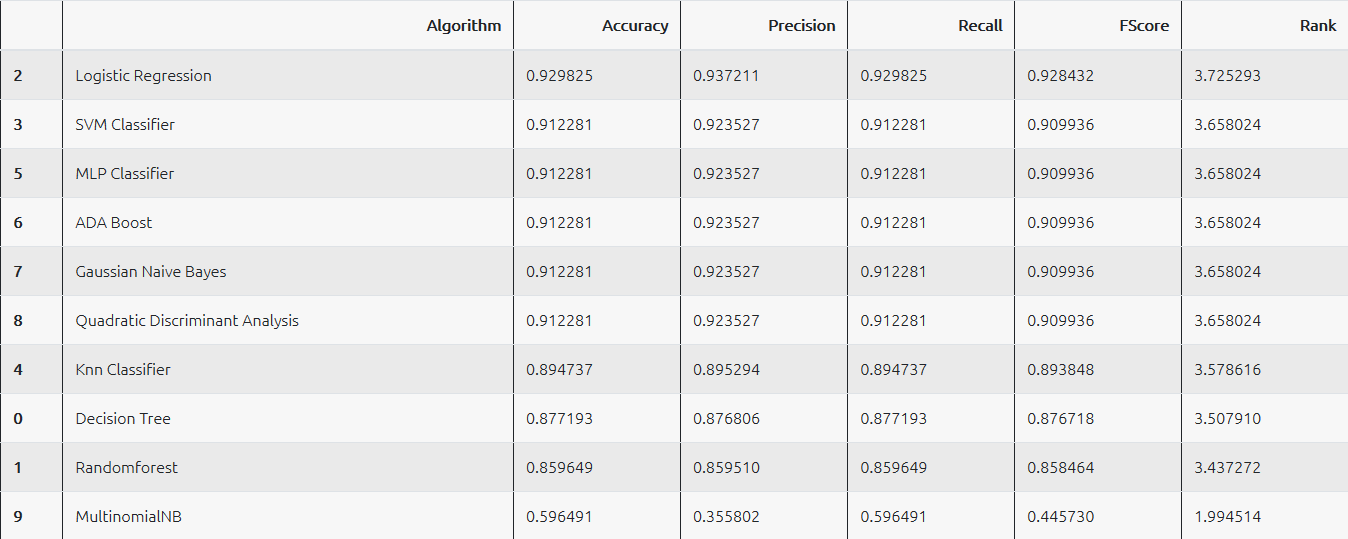 Algorithm Accuracy Precision Recall FScore Rank
2 Logistic Regression 0.929825 0.937211 0.929825 0.928432 3.725293
3 SVM Classifier 0.912281 0.923527 0.912281 0.909936 3.658024
5 MLP Classifier 0.912281 0.923527 0.912281 0.909936 3.658024
6 ADA Boost 0.912281 0.923527 0.912281 0.909936 3.658024
7 Gaussian Naive Bayes 0.912281 0.923527 0.912281 0.909936 3.658024
8 Quadratic Discriminant Analysis 0.912281 0.923527 0.912281 0.909936 3.658024
4 Knn Classifier 0.894737 0.895294 0.894737 0.893848 3.578616
0 Decision Tree 0.877193 0.876806 0.877193 0.876718 3.507910
1 Randomforest 0.859649 0.859510 0.859649 0.858464 3.437272
9 MultinomialNB 0.596491 0.355802 0.596491 0.445730 1.994514